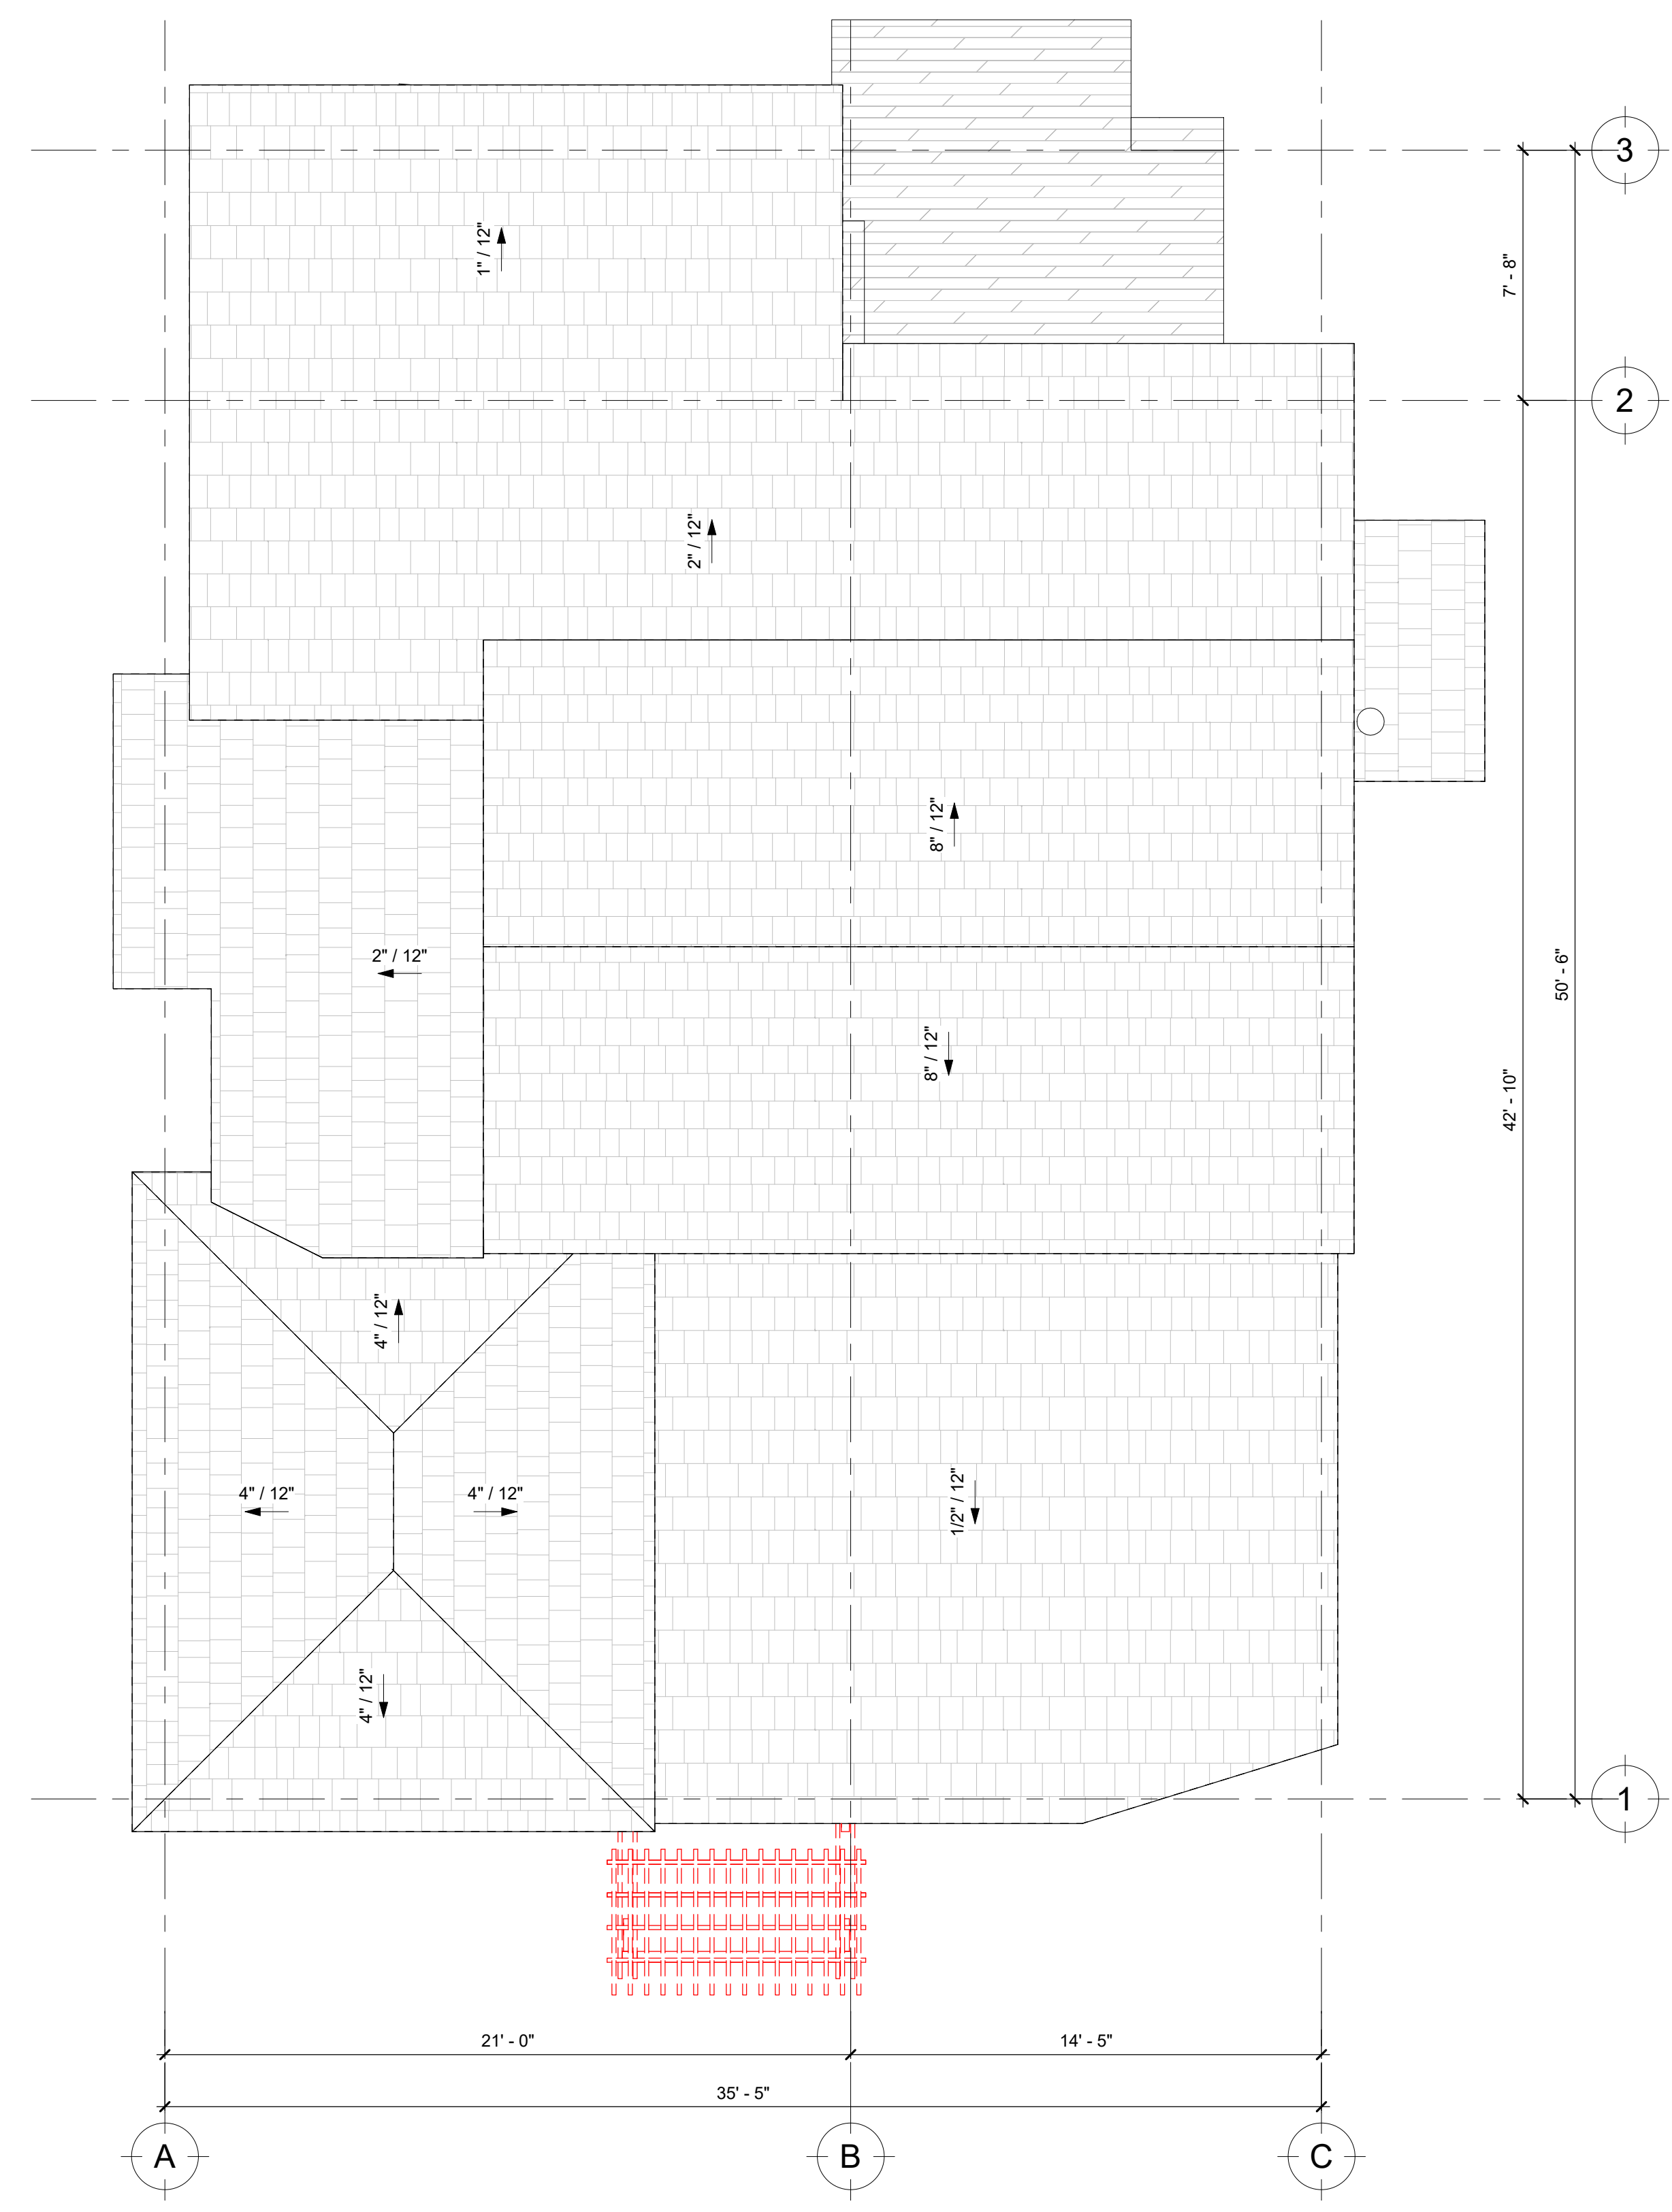 3
1" / 12"
7' - 8"
2
2" / 12"
8" / 12"
2" / 12"
50' - 6"
8" / 12"
42' - 10"
4" / 12"
4" / 12"
4" / 12"
1/2" / 12"
4" / 12"
1
21' - 0"
14' - 5"
35' - 5"
A
B
C